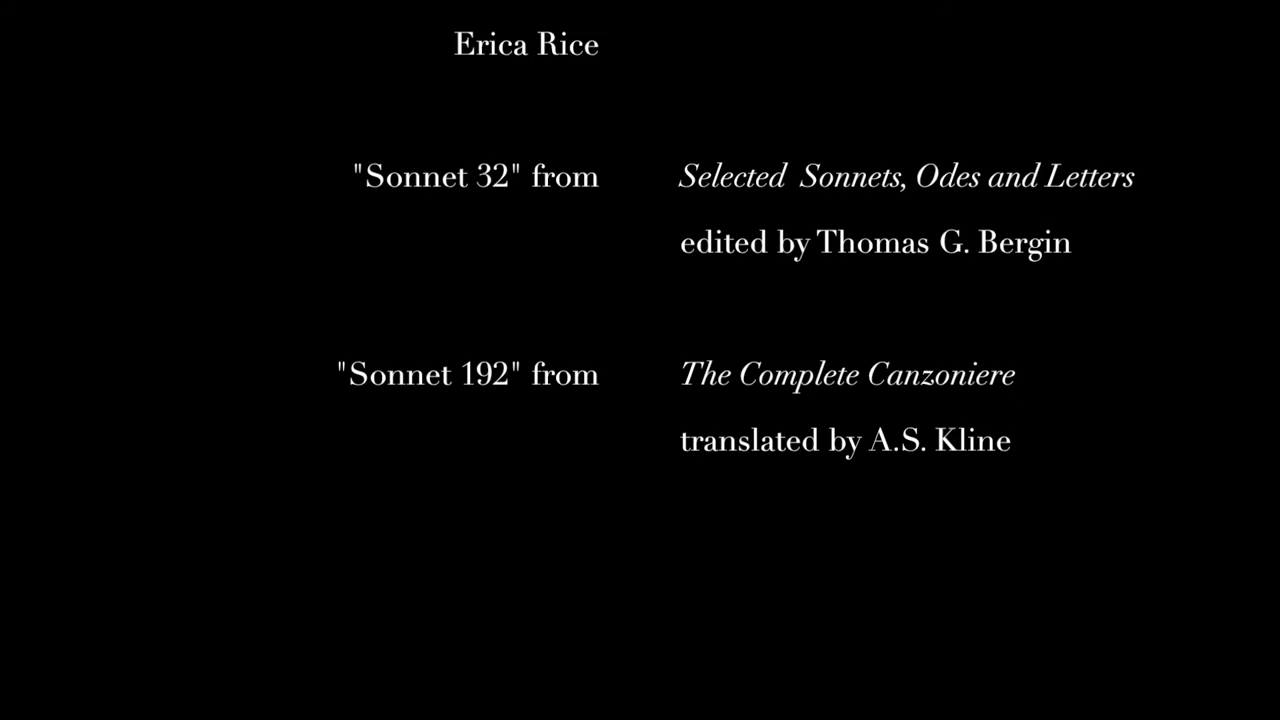 Erica Rice
"Sonnet 32" from Selected Sonnets, Odes and Letters
edited by Thomas G. Bergin
"Sonnet 192" from The Complete Canzoniere
translated by A.S. Kline